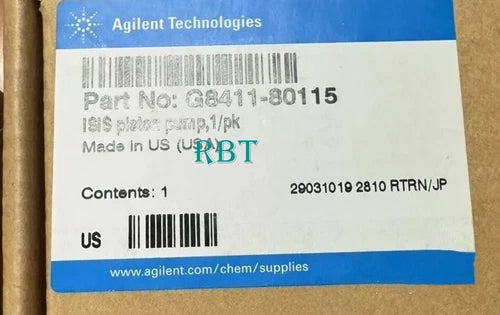 Agilent Technologies
Part No: G8411-80115
ISIS piston pump,1/pk
Made in US (USA)
RBT
Contents: 1
29031019 2810 RTRN/JP
US
www.agilent.com/chem/supplies